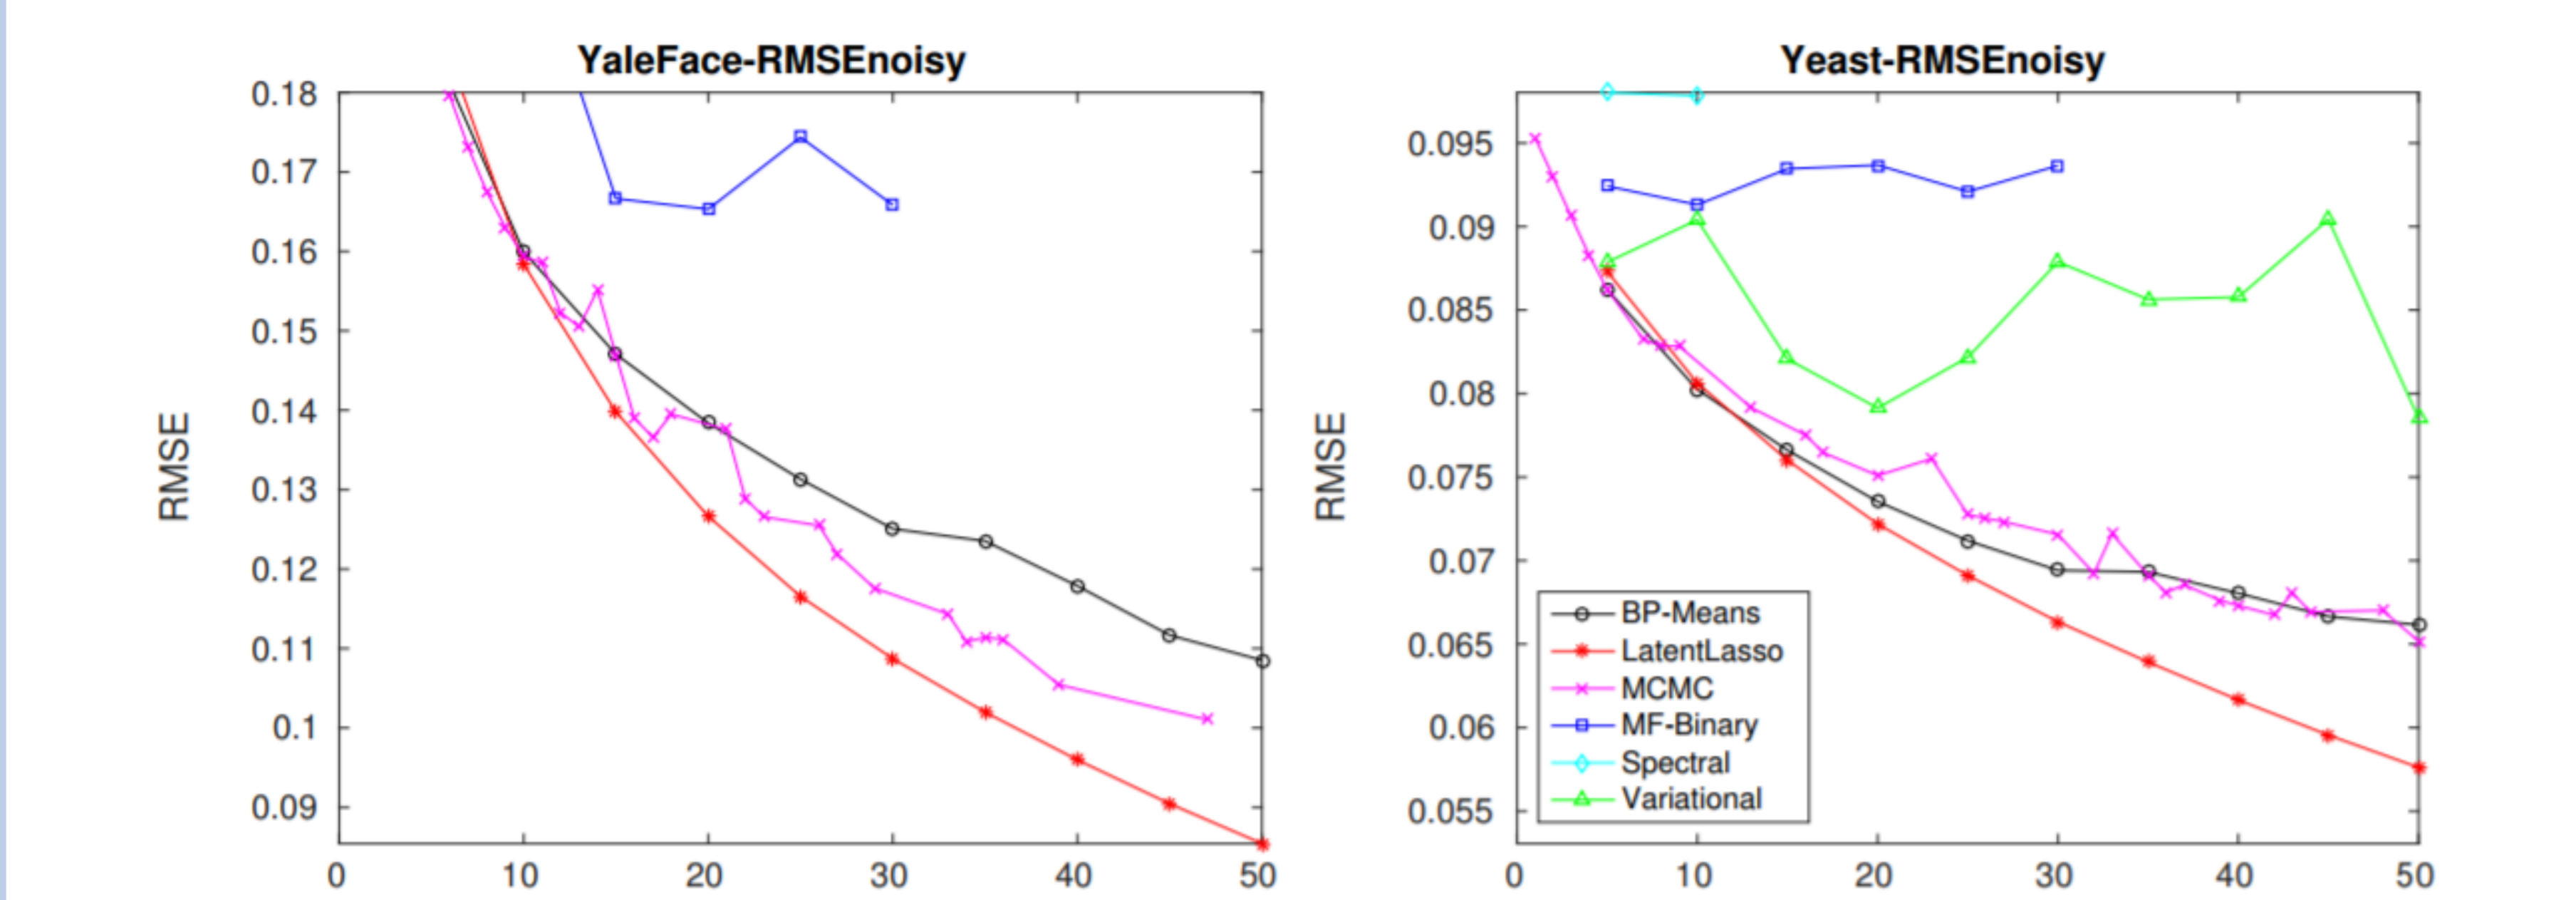 YaleFace-RMSEnoisy
0.18
0.17
0.16
0.15
0.14
0.13
0.12
0.11
0.1
0.09
RMSE
0 10 20 30 40 50
Yeast-RMSEnoisy
0.095
0.09
0.085
0.08
0.075
0.07
0.065
0.06
0.055
RMSE
BP-Means
LatentLasso
MCMC
MF-Binary
Spectral
Variational
0 10 20 30 40 50